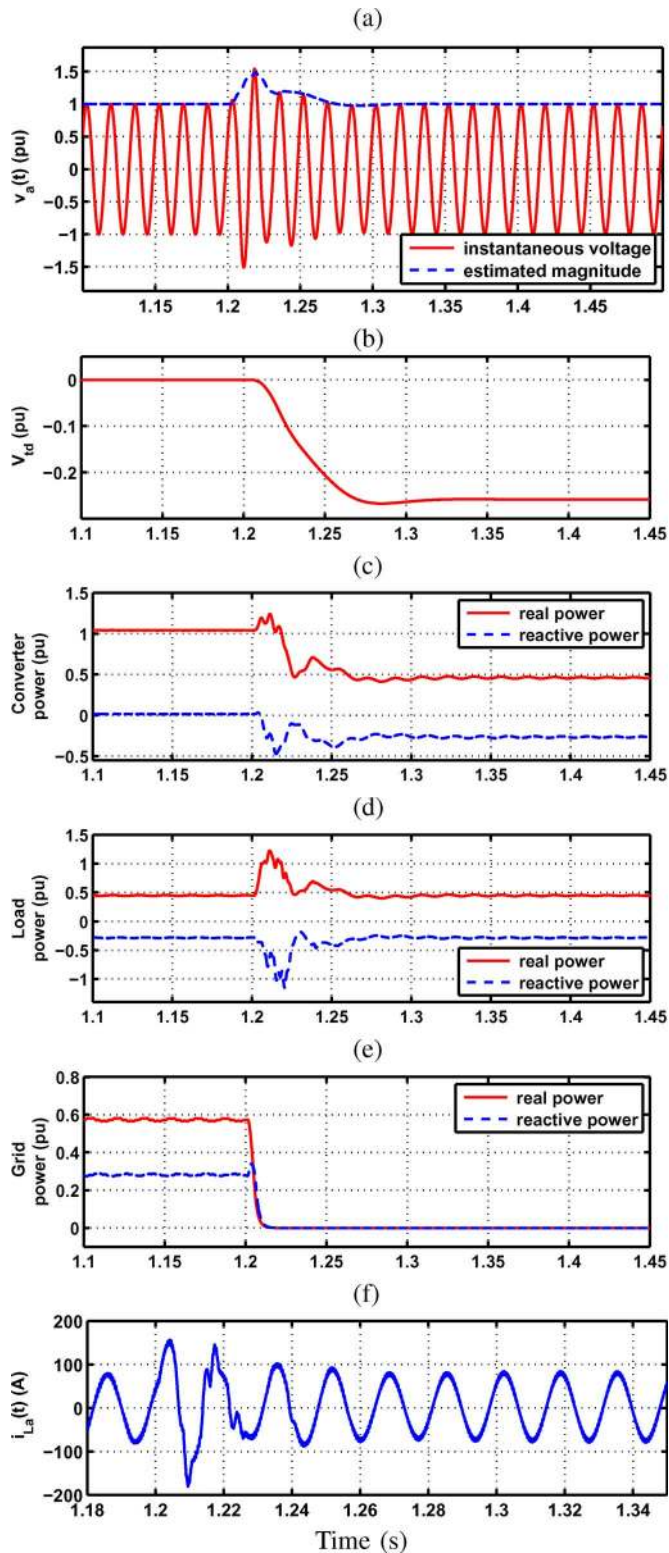 (a)
v_a(t) (pu)
1.5
1
0.5
0
−0.5
−1
−1.5
instantaneous voltage
estimated magnitude
1.15 1.2 1.25 1.3 1.35 1.4 1.45
(b)
V_td (pu)
0
−0.1
−0.2
1.1 1.15 1.2 1.25 1.3 1.35 1.4 1.45
(c)
Converter
power (pu)
1.5
1
0.5
0
−0.5
real power
reactive power
1.1 1.15 1.2 1.25 1.3 1.35 1.4 1.45
(d)
Load
power (pu)
1.5
1
0.5
0
−0.5
−1
real power
reactive power
1.1 1.15 1.2 1.25 1.3 1.35 1.4 1.45
(e)
Grid
power (pu)
0.8
0.6
0.4
0.2
0
real power
reactive power
1.1 1.15 1.2 1.25 1.3 1.35 1.4 1.45
(f)
i_La(t) (A)
200
100
0
−100
−200
1.18 1.2 1.22 1.24 1.26 1.28 1.3 1.32 1.34
Time (s)